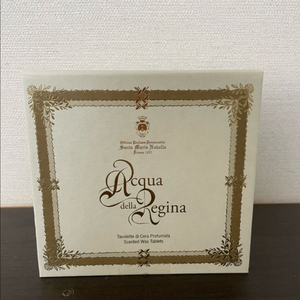 Officina Profumo Farmaceutica
Santa Maria Novella
Firenze 1612
Acqua
della
Regina
Tavolette di Cera Profumata
Scented Wax Tablets